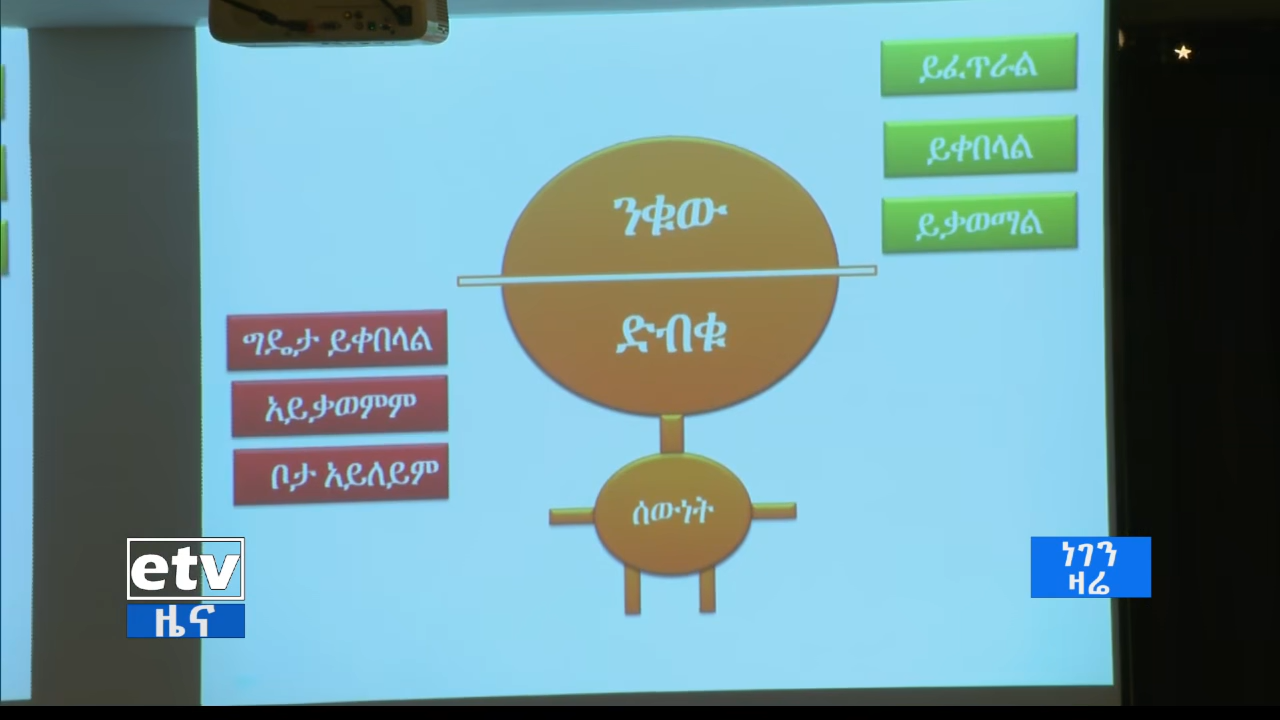 ይፈጥራል
ይቀበላል
ይቃወማል
ንቁው
ድብቁ
ግዴታ ይቀበላል
አይቃወምም
ቦታ አይለይም
ሰውነት
etv
ዜና
ነገን
ዛሬ